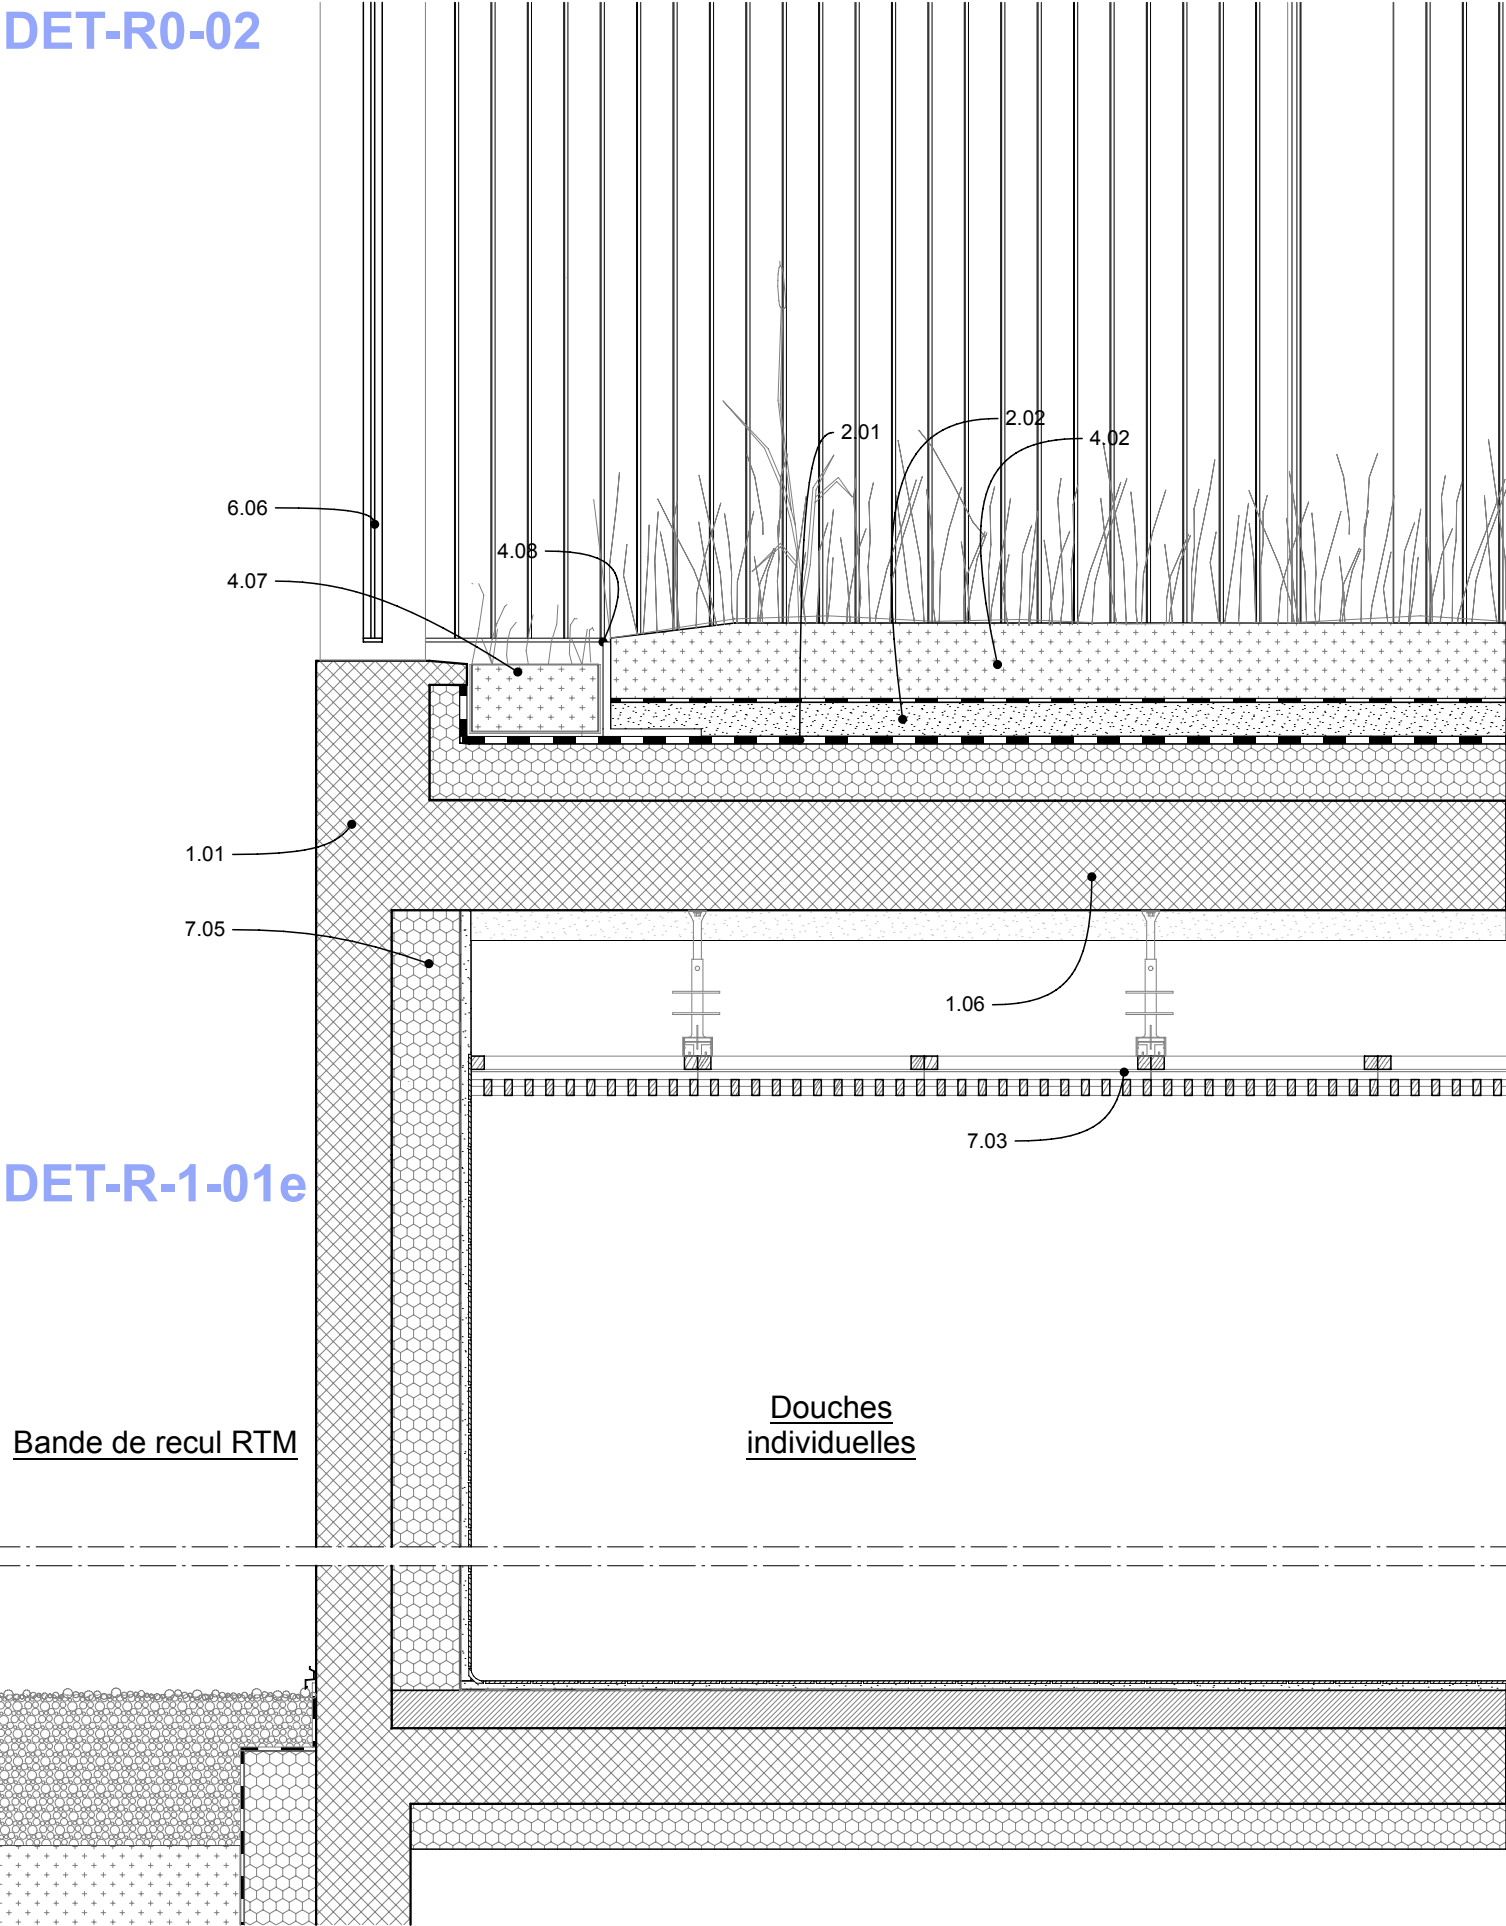 DET-R0-02
2.01
2.02
4.02
6.06
4.08
4.07
1.01
7.05
1.06
7.03
DET-R-1-01e
Douches
individuelles
Bande de recul RTM